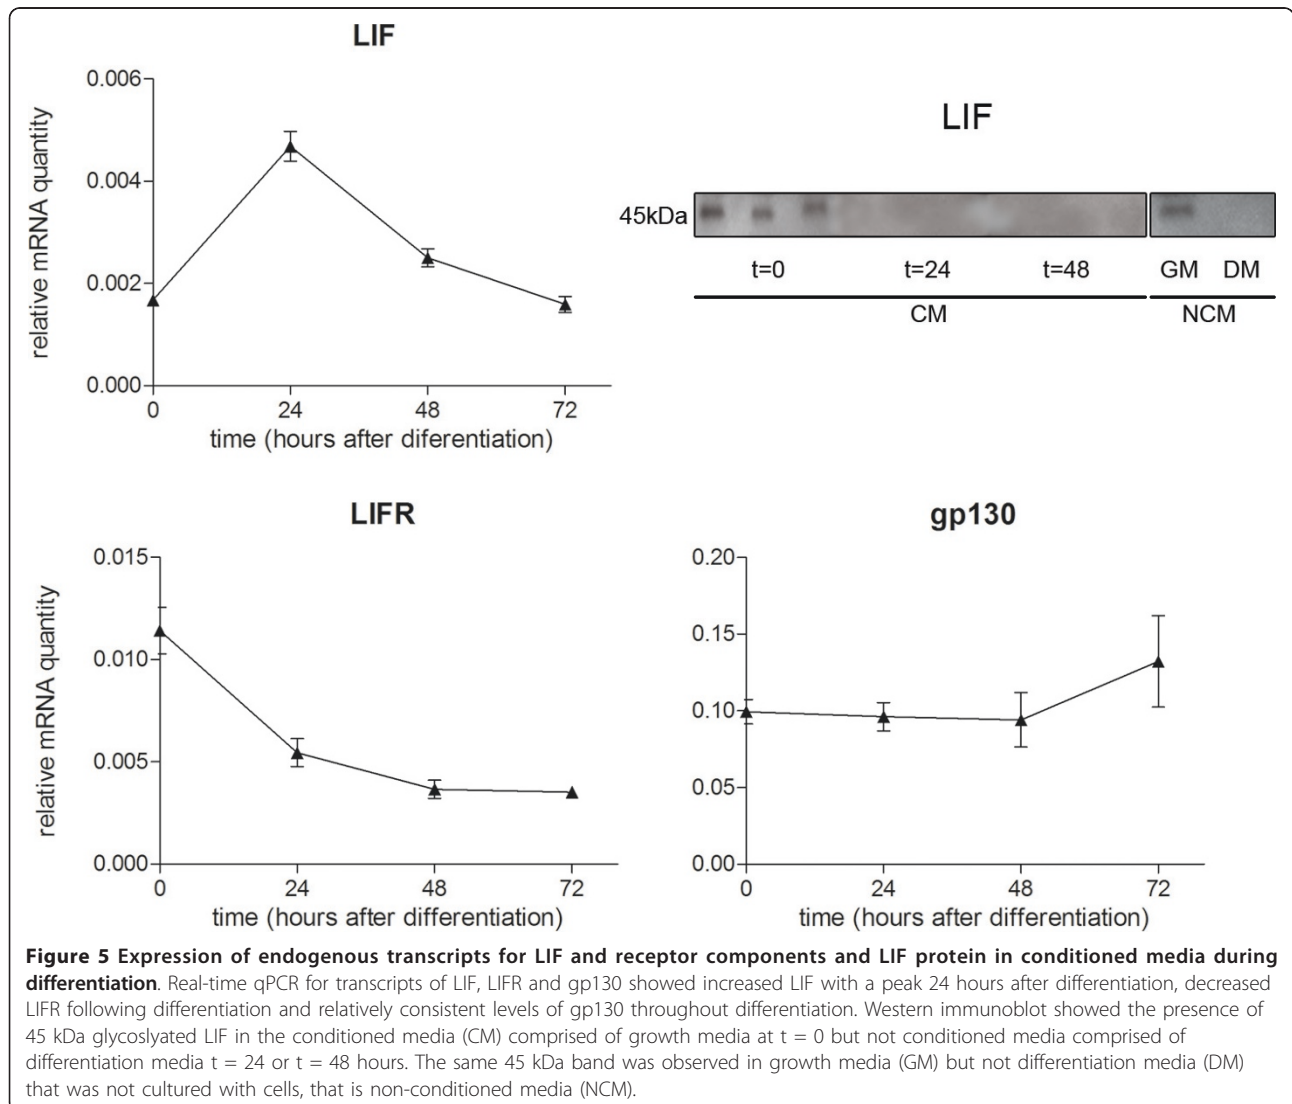 LIF
0.006
0.004
0.002
0.000
relative mRNA quantity
0 24 48 72
time (hours after diferentiation)
LIF
45kDa
t=0 t=24 t=48 GM DM
CM NCM
LIFR
0.015
0.010
0.005
0.000
relative mRNA quantity
0 24 48 72
time (hours after differentiation)
gp130
0.20
0.15
0.10
0.05
0.00
0 24 48 72
time (hours after differentiation)
Figure 5 Expression of endogenous transcripts for LIF and receptor components and LIF protein in conditioned media during
differentiation. Real-time qPCR for transcripts of LIF, LIFR and gp130 showed increased LIF with a peak 24 hours after differentiation, decreased
LIFR following differentiation and relatively consistent levels of gp130 throughout differentiation. Western immunoblot showed the presence of
45 kDa glycoslyated LIF in the conditioned media (CM) comprised of growth media at t = 0 but not conditioned media comprised of
differentiation media t = 24 or t = 48 hours. The same 45 kDa band was observed in growth media (GM) but not differentiation media (DM)
that was not cultured with cells, that is non-conditioned media (NCM).